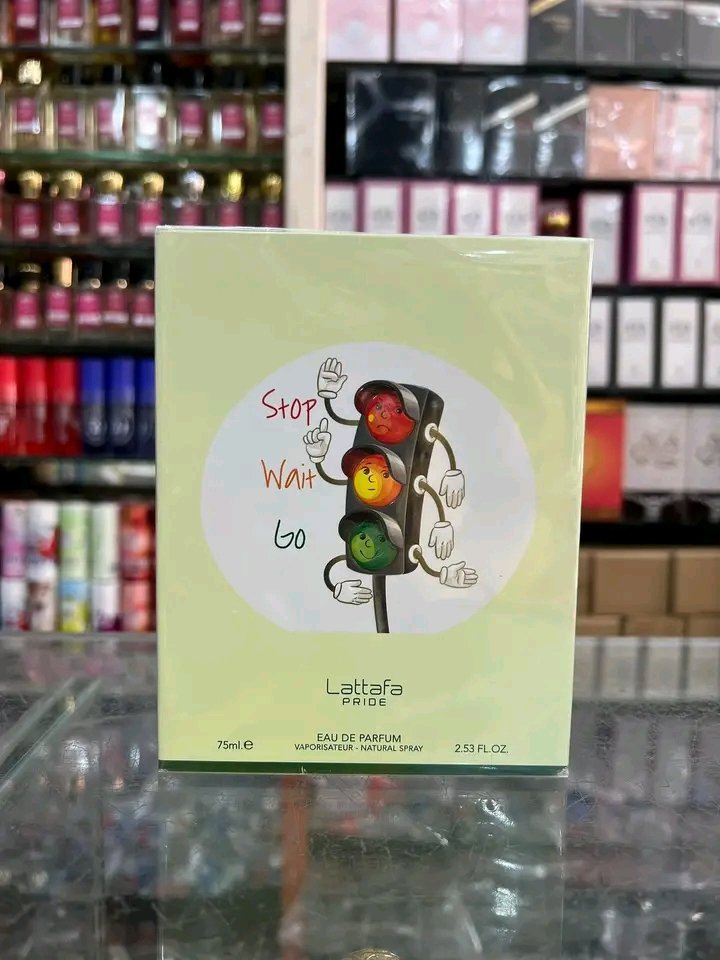 Stop
Wait
Go
Lattafa
PRIDE
75ml.e
EAU DE PARFUM
VAPORISATEUR - NATURAL SPRAY
2.53 FL.OZ.